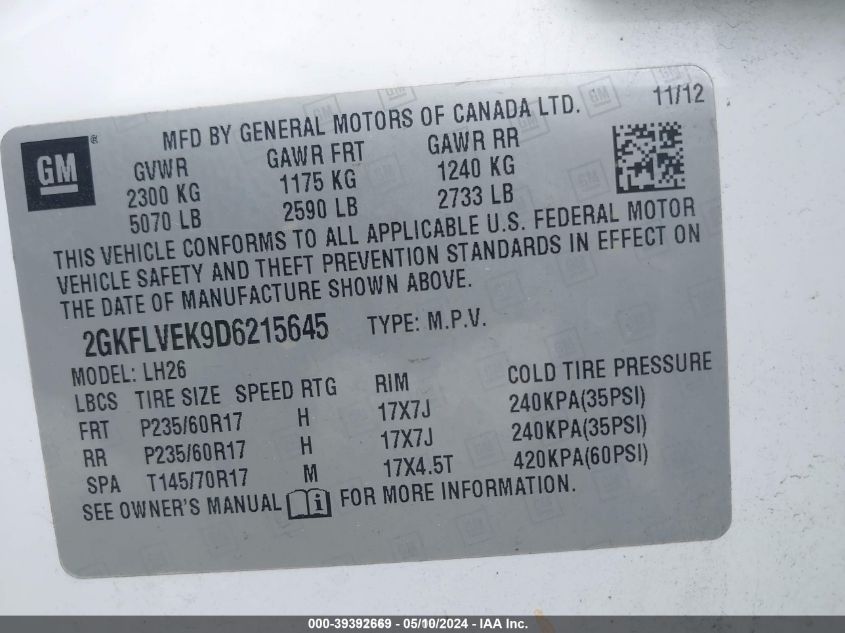 MFD BY GENERAL MOTORS OF CANADA LTD. 11/12
GM®
GVWR GAWR FRT GAWR RR
2300 KG 1175 KG 1240 KG
5070 LB 2590 LB 2733 LB
THIS VEHICLE CONFORMS TO ALL APPLICABLE U.S. FEDERAL MOTOR
VEHICLE SAFETY AND THEFT PREVENTION STANDARDS IN EFFECT ON
THE DATE OF MANUFACTURE SHOWN ABOVE.
2GKFLVEK9D6215645 TYPE: M.P.V.
MODEL: LH26
LBCS TIRE SIZE SPEED RTG RIM COLD TIRE PRESSURE
FRT P235/60R17 H 17X7J 240KPA(35PSI)
RR P235/60R17 H 17X7J 240KPA(35PSI)
SPA T145/70R17 M 17X4.5T 420KPA(60PSI)
SEE OWNER'S MANUAL i FOR MORE INFORMATION.
000-39392669 - 05/10/2024 - IAA Inc.